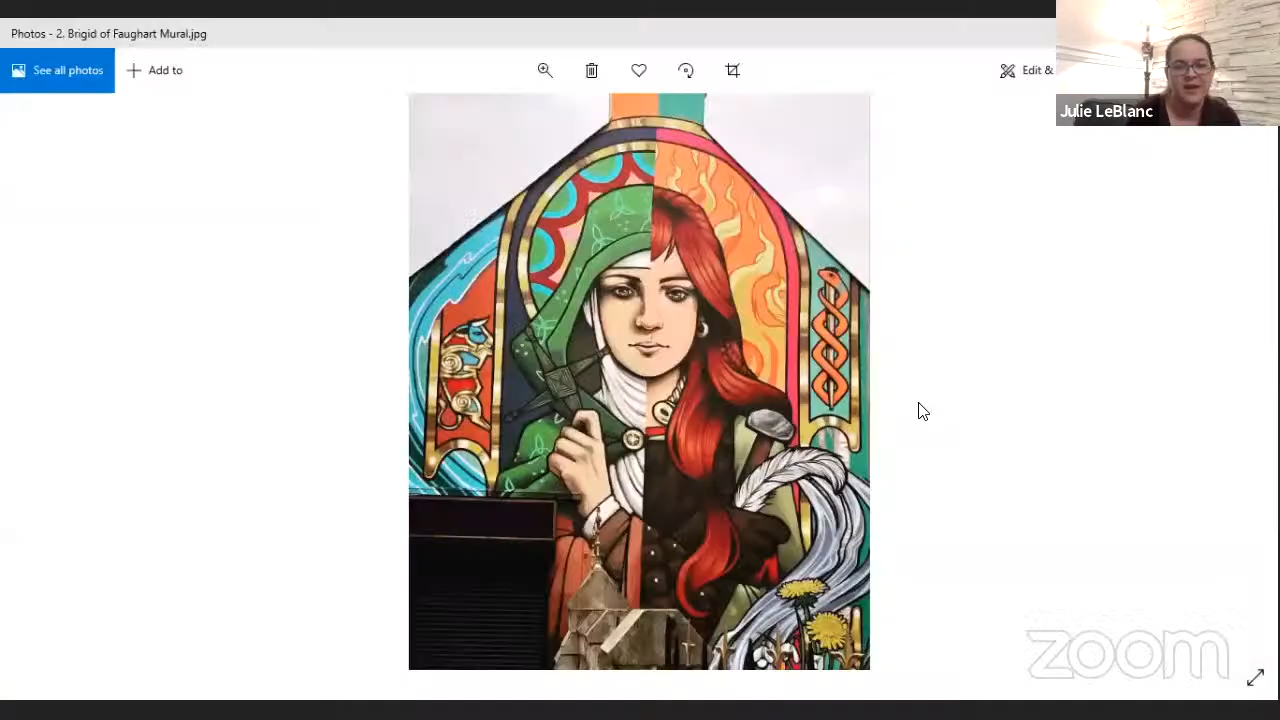 Photos - 2. Brigid of Faughart Mural.jpg
See all photos
Add to
Edit &
Julie LeBlanc
zoom